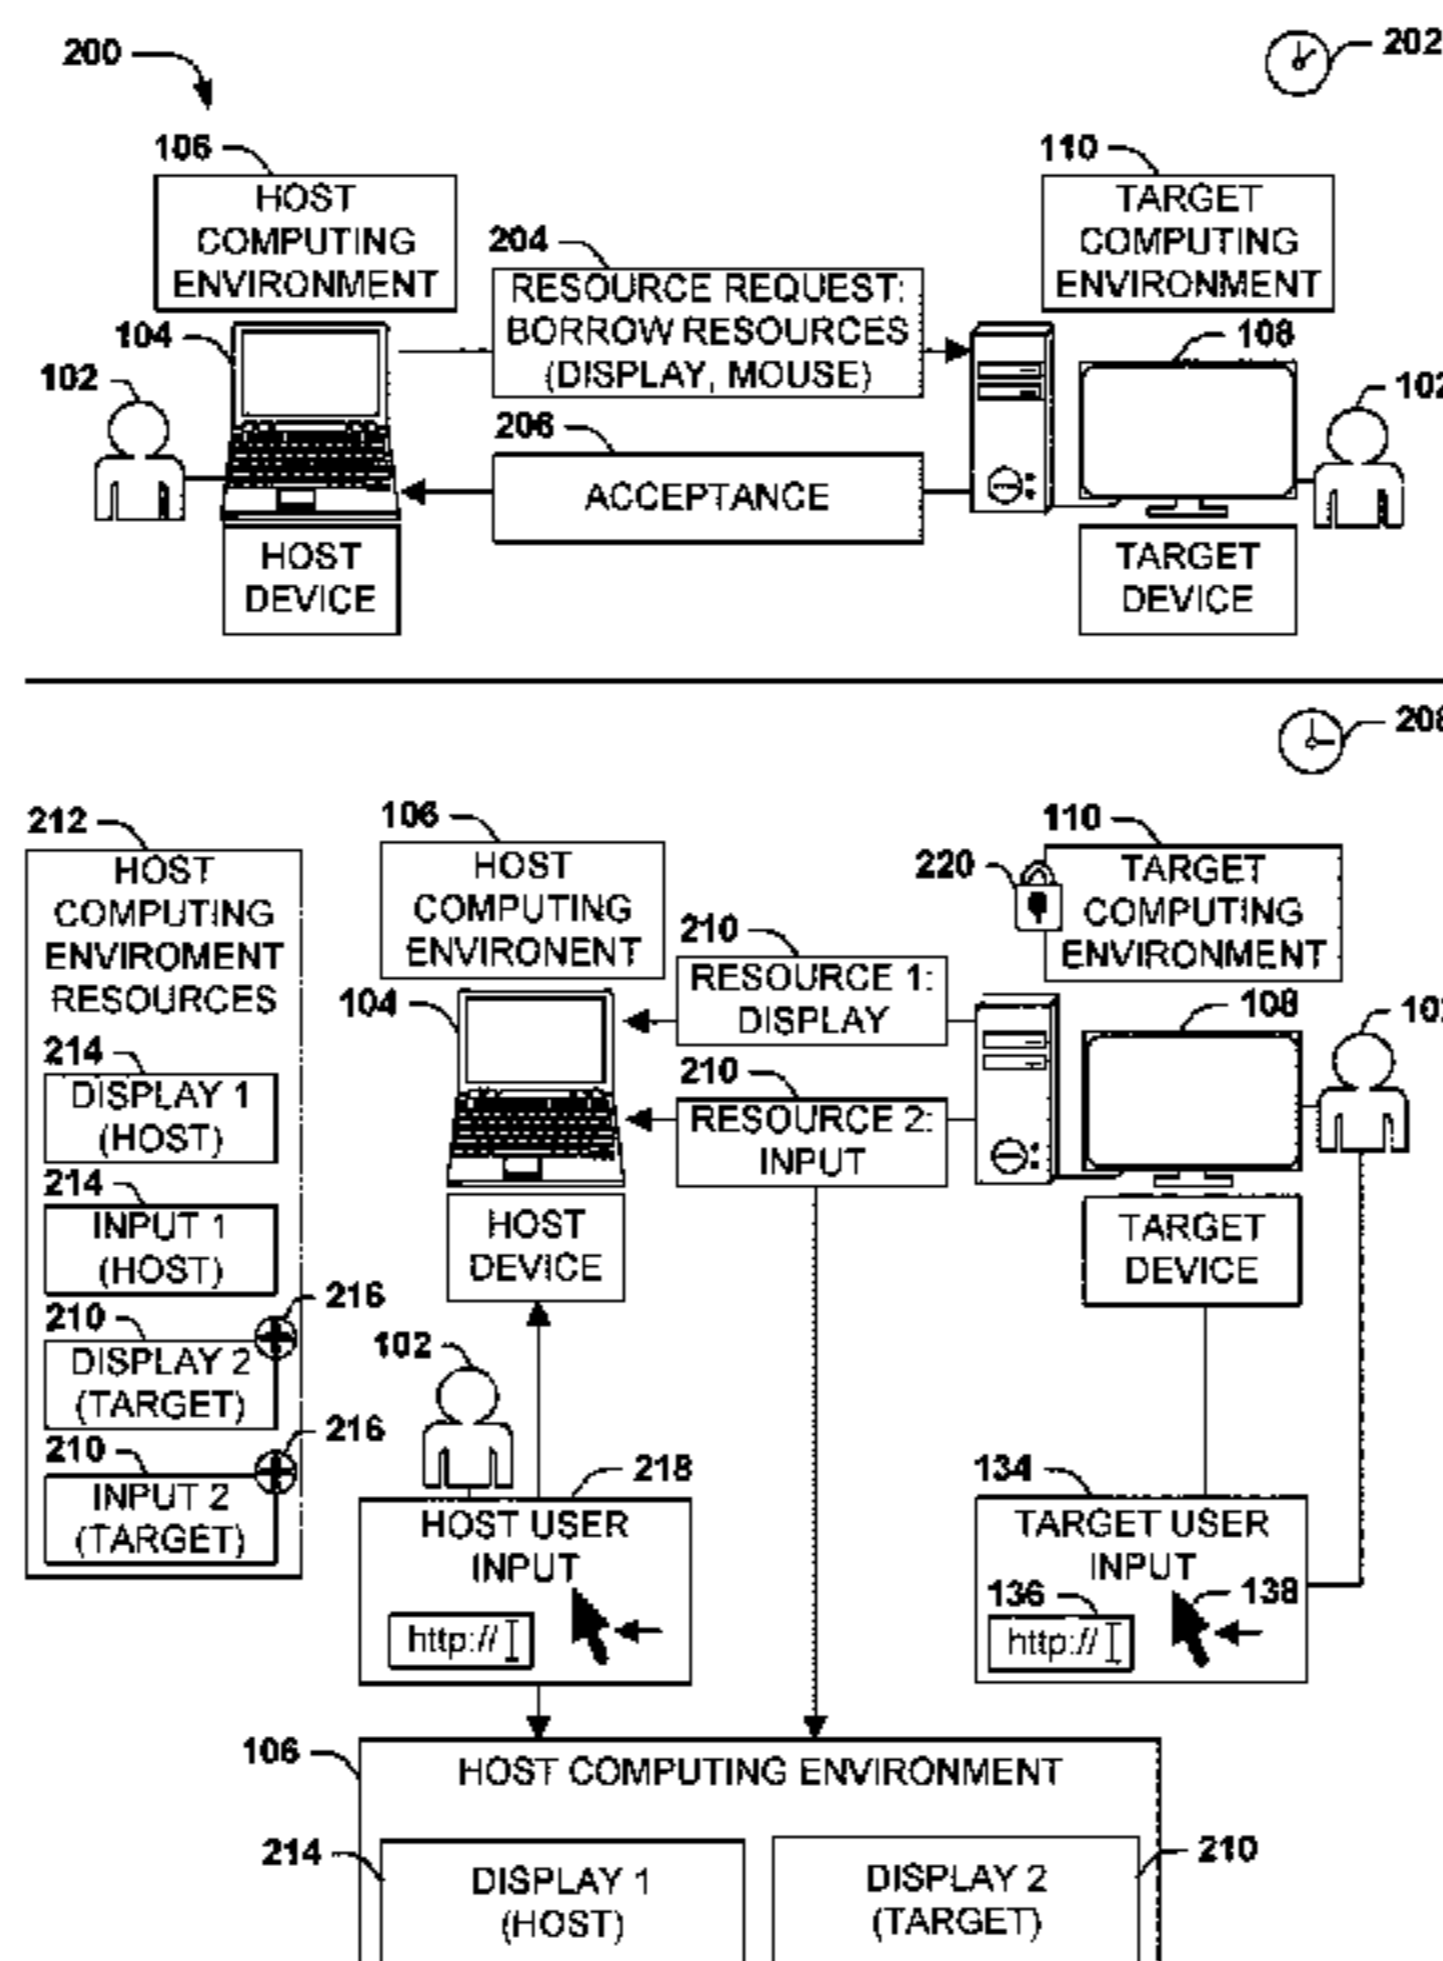 200
202
106
110
HOST
COMPUTING
ENVIRONMENT
TARGET
COMPUTING
ENVIRONMENT
204
RESOURCE REQUEST:
BORROW RESOURCES
(DISPLAY, MOUSE)
104
108
102
102
206
ACCEPTANCE
HOST
DEVICE
TARGET
DEVICE
208
212
106
110
220
HOST
COMPUTING
ENVIROMENT
RESOURCES
HOST
COMPUTING
ENVIRONENT
TARGET
COMPUTING
ENVIRONMENT
210
RESOURCE 1:
DISPLAY
104
108
102
214
DISPLAY 1
(HOST)
210
RESOURCE 2:
INPUT
214
INPUT 1
(HOST)
HOST
DEVICE
TARGET
DEVICE
210
216
DISPLAY 2
(TARGET)
102
210
216
INPUT 2
(TARGET)
218
HOST USER
INPUT
http://
134
TARGET USER
INPUT
136
138
http://
106
HOST COMPUTING ENVIRONMENT
214
DISPLAY 1
(HOST)
210
DISPLAY 2
(TARGET)